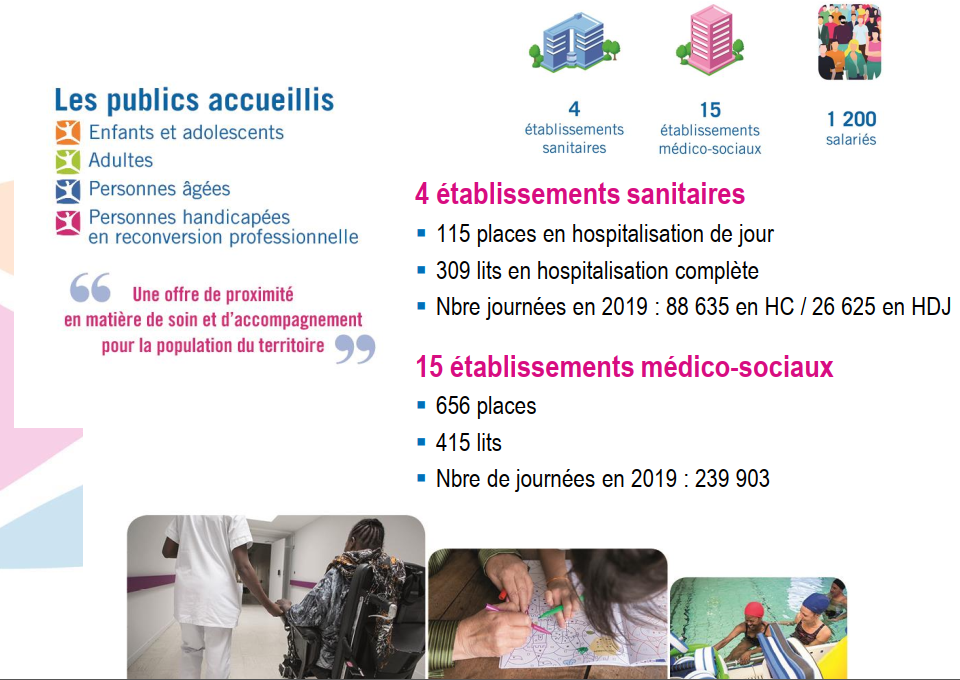 Les publics accueillis
Enfants et adolescents
Adultes
Personnes âgées
Personnes handicapées
en reconversion professionnelle
“ Une offre de proximité
en matière de soin et d'accompagnement
pour la population du territoire ”
4
établissements
sanitaires
15
établissements
médico-sociaux
1 200
salariés
4 établissements sanitaires
▪ 115 places en hospitalisation de jour
▪ 309 lits en hospitalisation complète
▪ Nbre journées en 2019 : 88 635 en HC / 26 625 en HDJ
15 établissements médico-sociaux
▪ 656 places
▪ 415 lits
▪ Nbre de journées en 2019 : 239 903